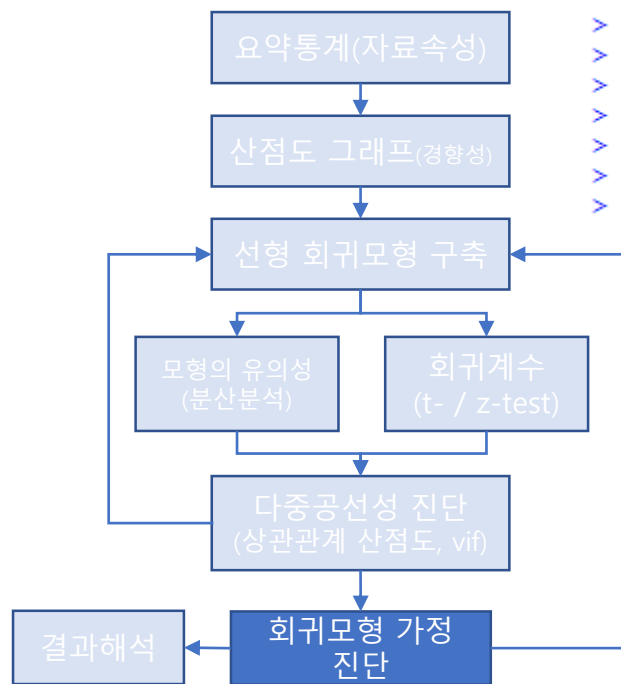 요약통계(자료속성)
산점도 그래프(경향성)
선형 회귀모형 구축
모형의 유의성
(분산분석)
회귀계수
(t- / z-test)
다중공선성 진단
(상관관계 산점도, vif)
회귀모형 가정
진단
결과해석